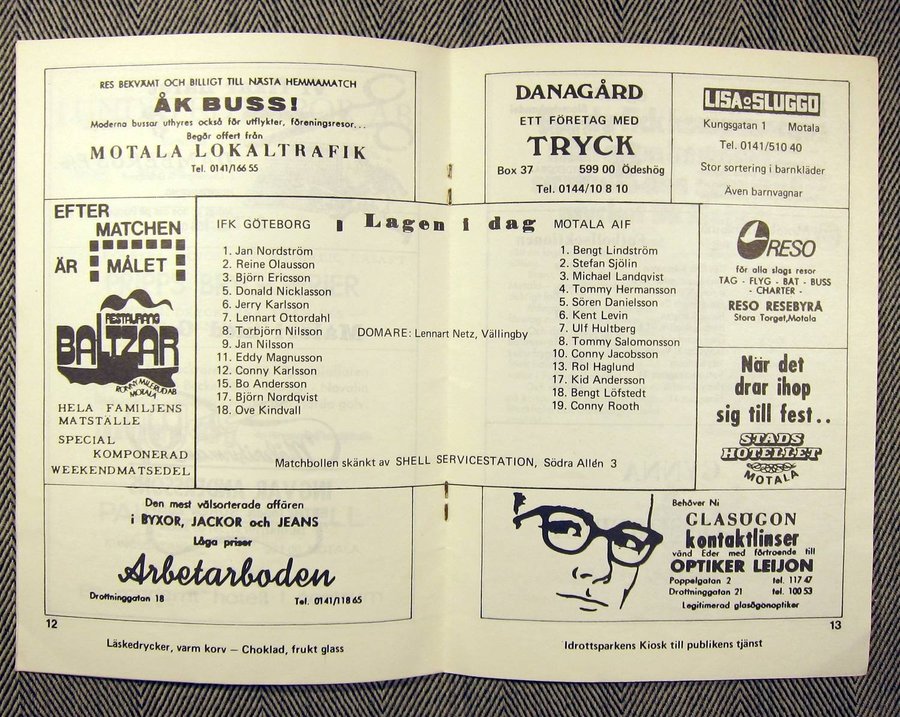 RES BEKVÄMT OCH BILLIGT TILL NÄSTA HEMMAMATCH
ÅK BUSS!
Moderna bussar uthyres också för utflykter, föreningsresor...
Begär offert från
MOTALA LOKALTRAFIK
Tel. 0141/166 55
EFTER
MATCHEN
ÄR MÅLET
RESTAURANG
BALTZAR
MOTALA
HELA FAMILJENS
MATSTÄLLE
SPECIAL
KOMPONERAD
WEEKENDMATSEDEL
Lagen i dag
IFK GÖTEBORG
1. Jan Nordström
2. Reine Olausson
3. Björn Ericsson
5. Donald Nicklasson
6. Jerry Karlsson
7. Lennart Ottordahl
8. Torbjörn Nilsson
9. Jan Nilsson
11. Eddy Magnusson
12. Conny Karlsson
15. Bo Andersson
17. Björn Nordqvist
18. Ove Kindvall
DOMARE: Lennart Netz, Vällingby
MOTALA AIF
1. Bengt Lindström
2. Stefan Sjölin
3. Michael Landqvist
4. Tommy Hermansson
5. Sören Danielsson
6. Kent Levin
7. Ulf Hultberg
8. Tommy Salomonsson
10. Conny Jacobsson
13. Rol Haglund
17. Kid Andersson
18. Bengt Löfstedt
19. Conny Rooth
Matchbollen skänkt av SHELL SERVICESTATION, Södra Allén 3
Den mest välsorterade affären
i BYXOR, JACKOR och JEANS
Låga priser
Arbetarboden
Drottninggatan 18 Tel. 0141/118 65
12
Läskedrycker, varm korv – Choklad, frukt glass
DANAGÅRD
ETT FÖRETAG MED
TRYCK
Box 37 599 00 Ödeshög
Tel. 0144/10 8 10
LISA o SLUGGO
Kungsgatan 1 Motala
Tel. 0141/510 40
Stor sortering i barnkläder
Även barnvagnar
RESO
för alla slags resor
TÅG - FLYG - BÅT - BUSS
- CHARTER -
RESO RESEBYRÅ
Stora Torget, Motala
När det
drar ihop
sig till fest..
STADS
HOTELLET
MOTALA
Behöver Ni
GLASÖGON
kontaktlinser
vänd Eder med förtroende till
OPTIKER LEIJON
Poppelgatan 2 tel. 117 47
Drottninggatan 21 tel. 100 53
Legitimerad glasögonoptiker
13
Idrottsparkens Kiosk till publikens tjänst